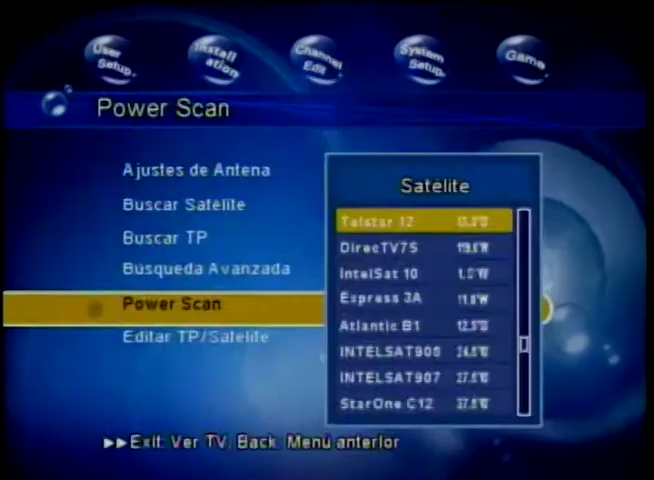 User Setup
Install ation
Channel Edit
System Setup
Game
Power Scan
Ajustes de Antena
Buscar Satélite
Buscar TP
Búsqueda Avanzada
Power Scan
Editar TP/Satelite
Satélite
Telstar 12
DirecTV7S
IntelSat 10
Express 3A
Atlantic B1
INTELSAT906
INTELSAT907
StarOne C12
▶▶Exit: Ver TV, Back: Menú anterior